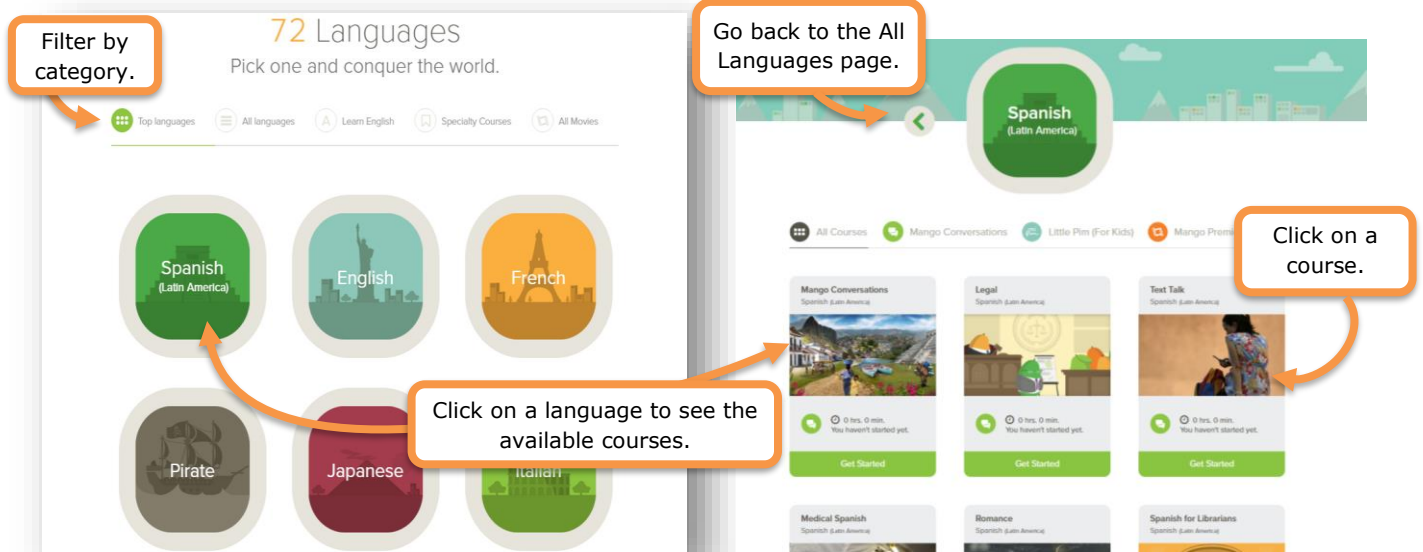 Filter by
category.
72 Languages
Pick one and conquer the world.
Top languages
All languages
Learn English
Specialty Courses
All Movies
Spanish
(Latin America)
English
French
Pirate
Japanese
Italian
Click on a language to see the
available courses.
Go back to the All
Languages page.
Spanish
(Latin America)
All Courses
Mango Conversations
Little Pim (For Kids)
Mango
Click on a
course.
Mango Conversations
Spanish (Latin America)
Legal
Spanish (Latin America)
Text Talk
Spanish (Latin America)
0 hrs, 0 min.
You haven't started yet.
0 hrs, 0 min.
You haven't started yet.
0 hrs, 0 min.
You haven't started yet.
Get Started
Get Started
Get Started
Medical Spanish
Spanish (Latin America)
Romance
Spanish (Latin America)
Spanish for Librarians
Spanish (Latin America)